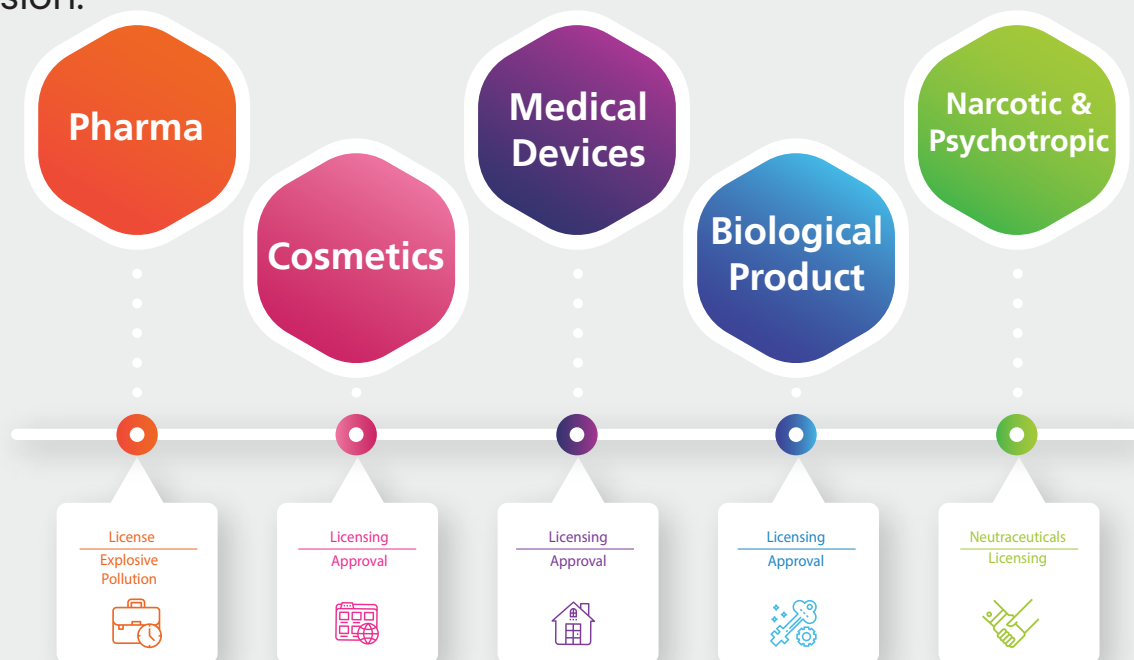 sion.
Pharma
Cosmetics
Medical
Devices
Biological
Product
Narcotic &
Psychotropic
License
Explosive
Pollution
Licensing
Approval
Licensing
Approval
Licensing
Approval
Neutraceuticals
Licensing